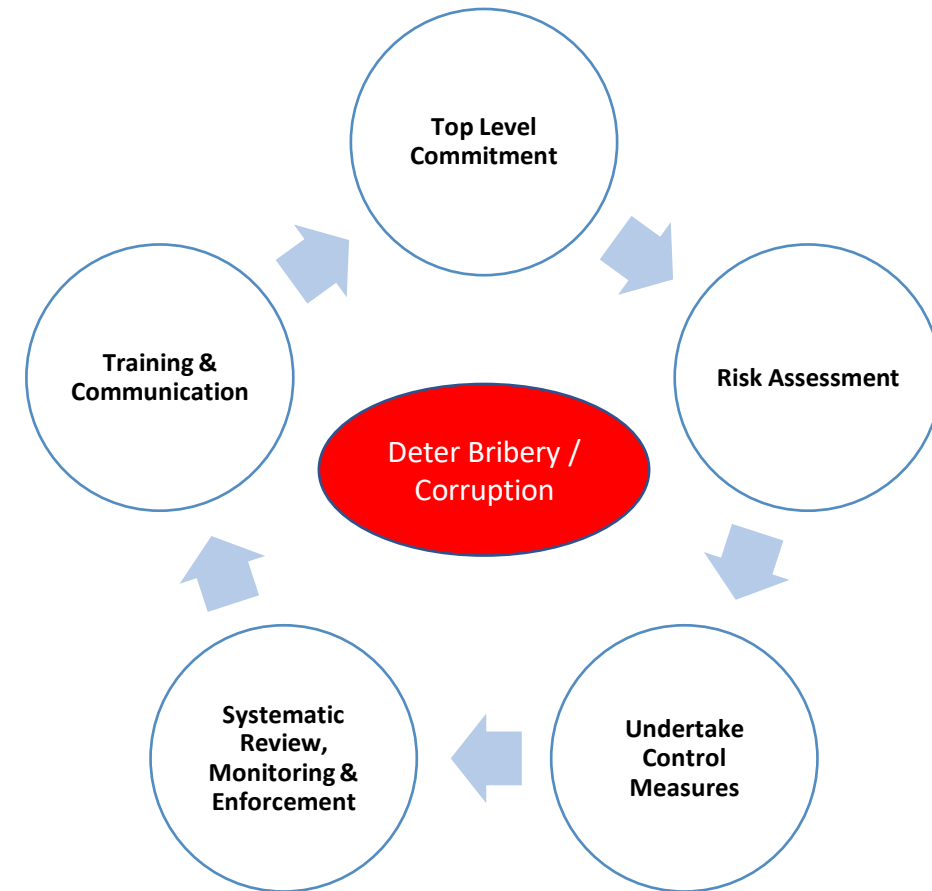 Top Level
Commitment
Risk Assessment
Undertake
Control
Measures
Systematic
Review,
Monitoring &
Enforcement
Training &
Communication
Deter Bribery /
Corruption